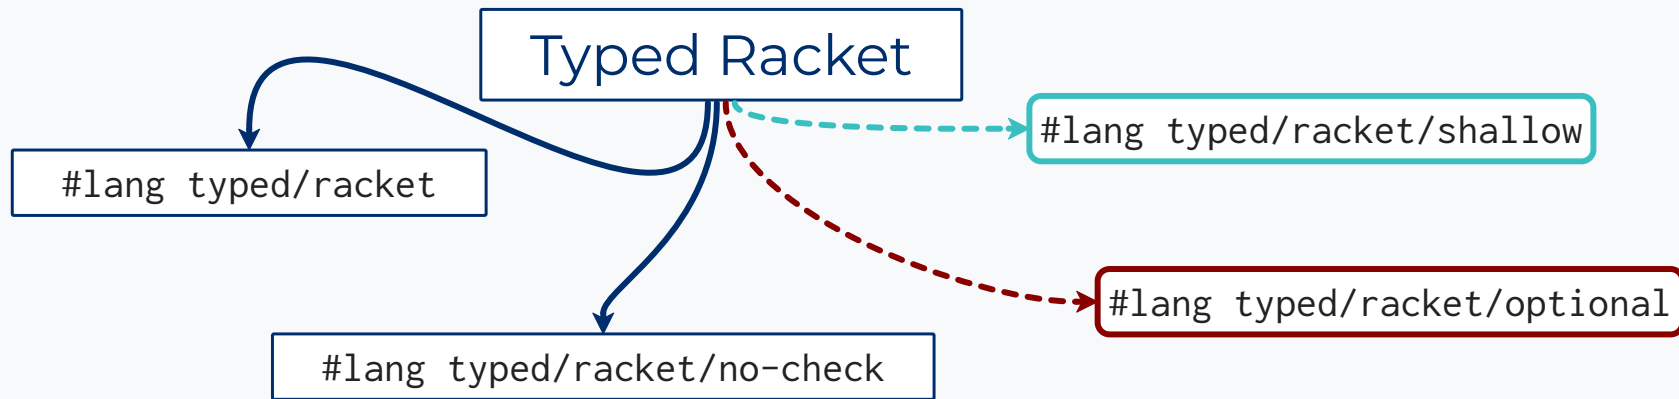 Typed Racket
#lang typed/racket/shallow
#lang typed/racket
#lang typed/racket/optional
#lang typed/racket/no-check